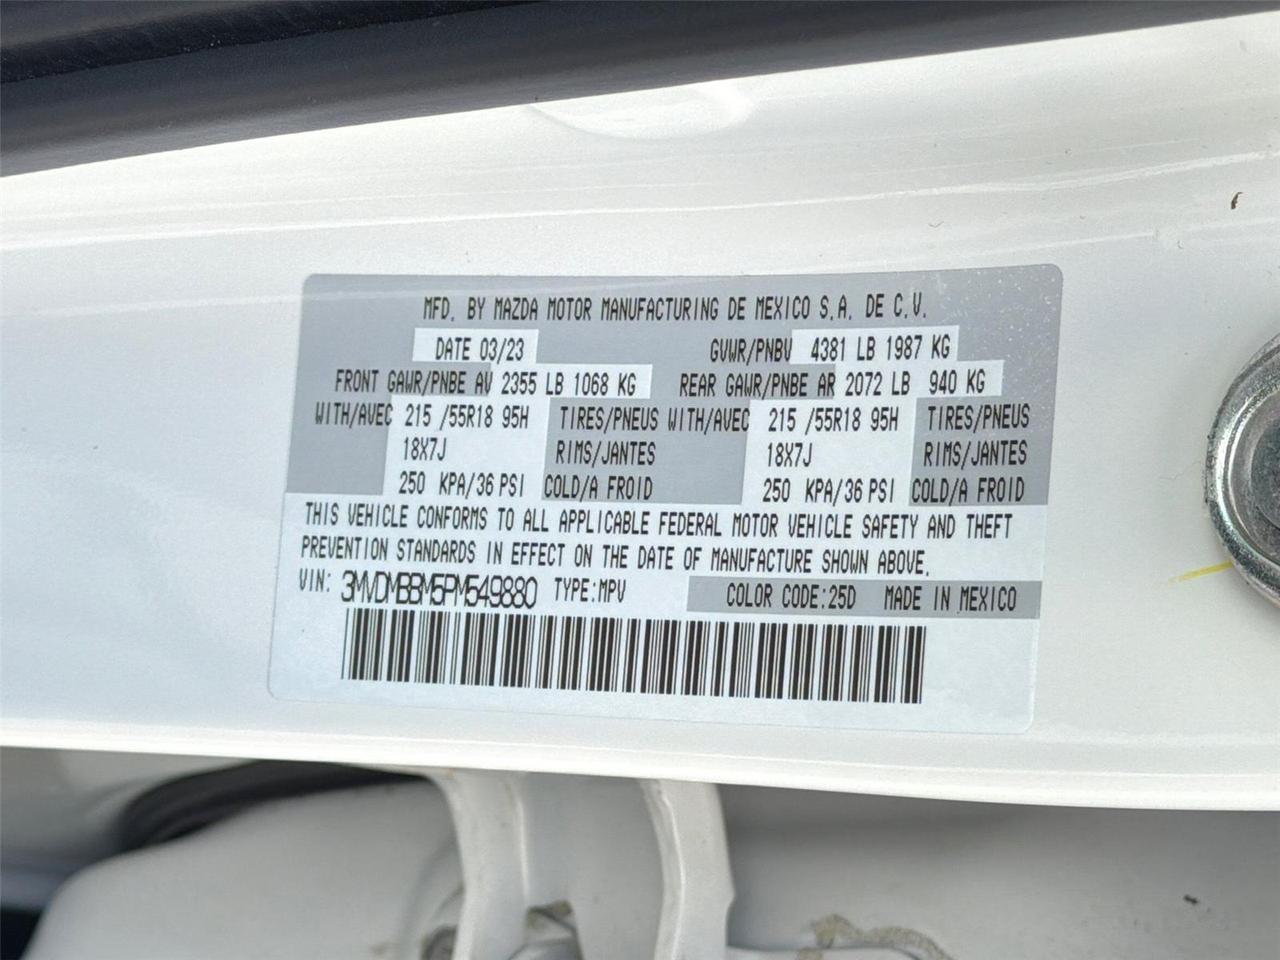 MFD. BY MAZDA MOTOR MANUFACTURING DE MEXICO S.A. DE C.V.
DATE 03/23 GVWR/PNBV 4381 LB 1987 KG
FRONT GAWR/PNBE AV 2355 LB 1068 KG REAR GAWR/PNBE AR 2072 LB 940 KG
WITH/AVEC 215 /55R18 95H TIRES/PNEUS WITH/AVEC 215 /55R18 95H TIRES/PNEUS
18X7J RIMS/JANTES 18X7J RIMS/JANTES
250 KPA/36 PSI COLD/A FROID 250 KPA/36 PSI COLD/A FROID
THIS VEHICLE CONFORMS TO ALL APPLICABLE FEDERAL MOTOR VEHICLE SAFETY AND THEFT
PREVENTION STANDARDS IN EFFECT ON THE DATE OF MANUFACTURE SHOWN ABOVE.
VIN: 3MVDMBBM5PM549880 TYPE:MPV COLOR CODE:25D MADE IN MEXICO